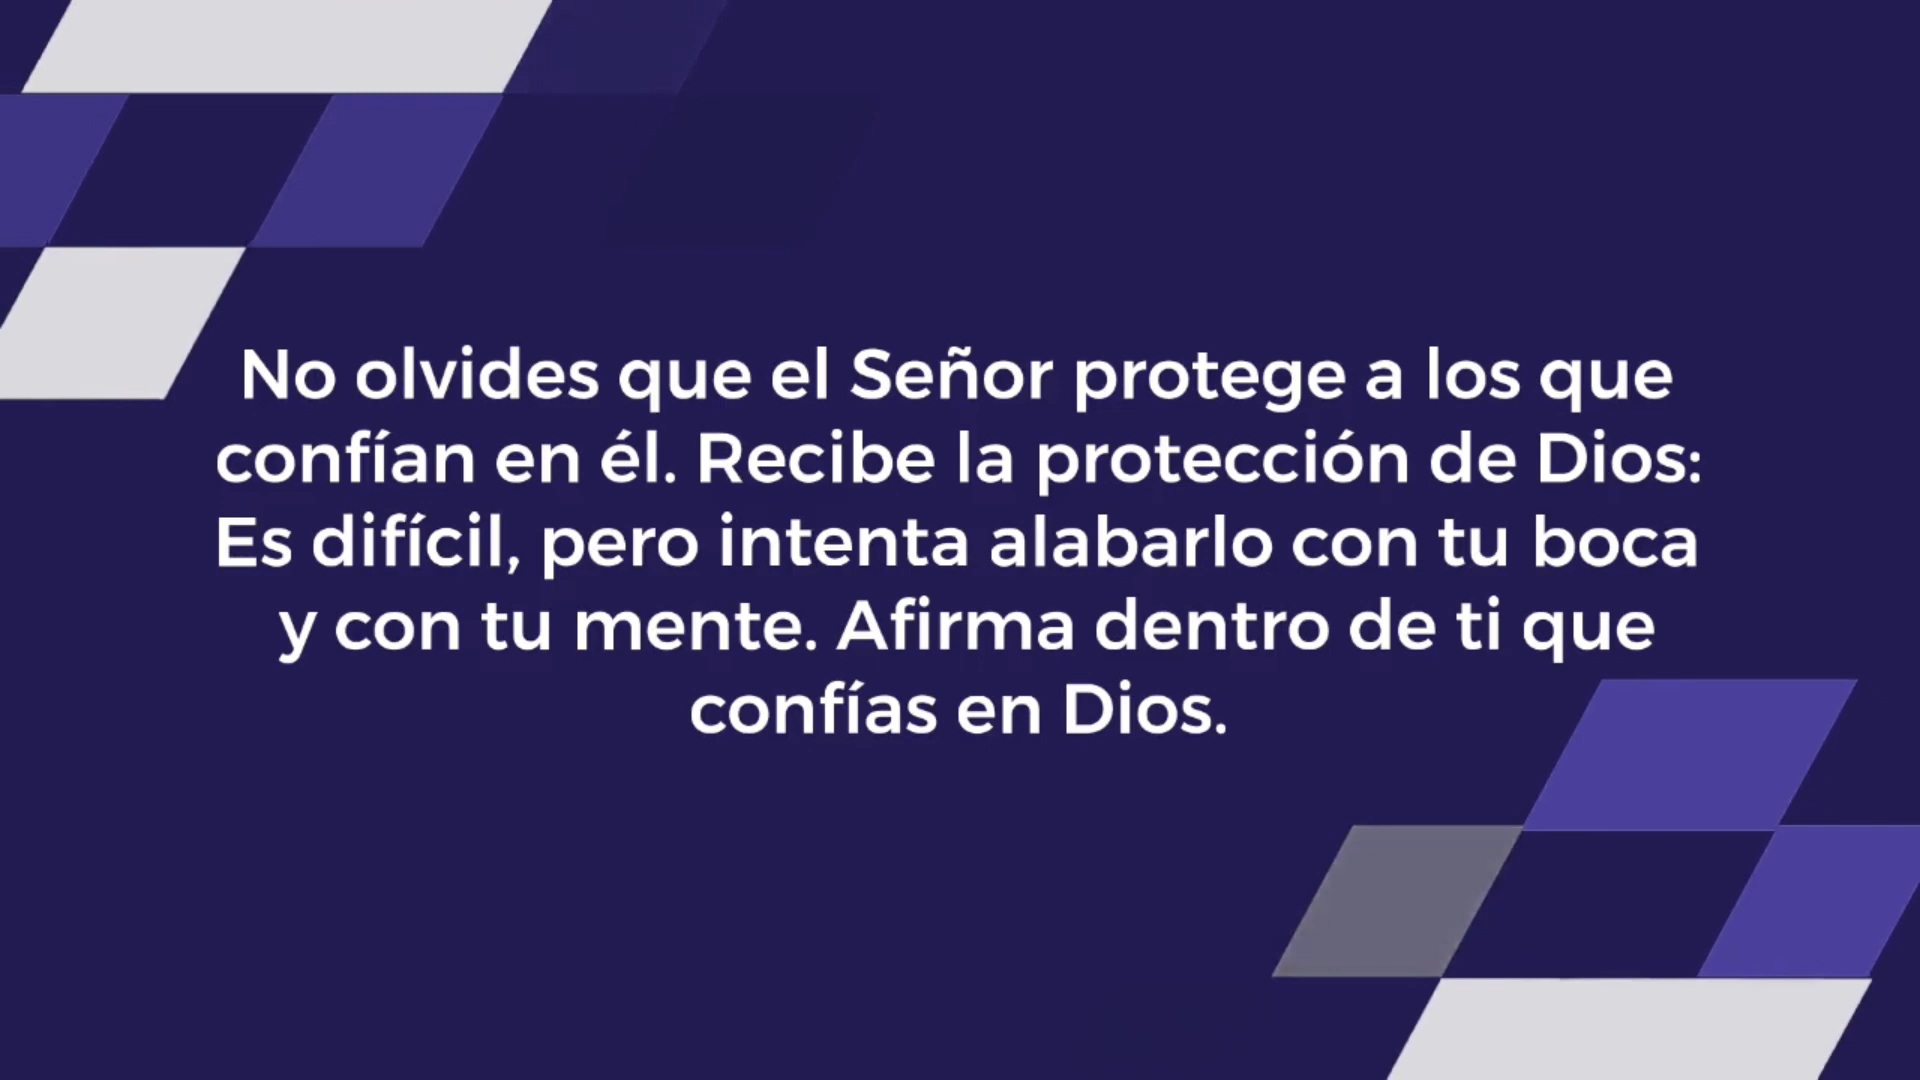 No olvides que el Señor protege a los que
confían en él. Recibe la protección de Dios:
Es difícil, pero intenta alabarlo con tu boca
y con tu mente. Afirma dentro de ti que
confías en Dios.